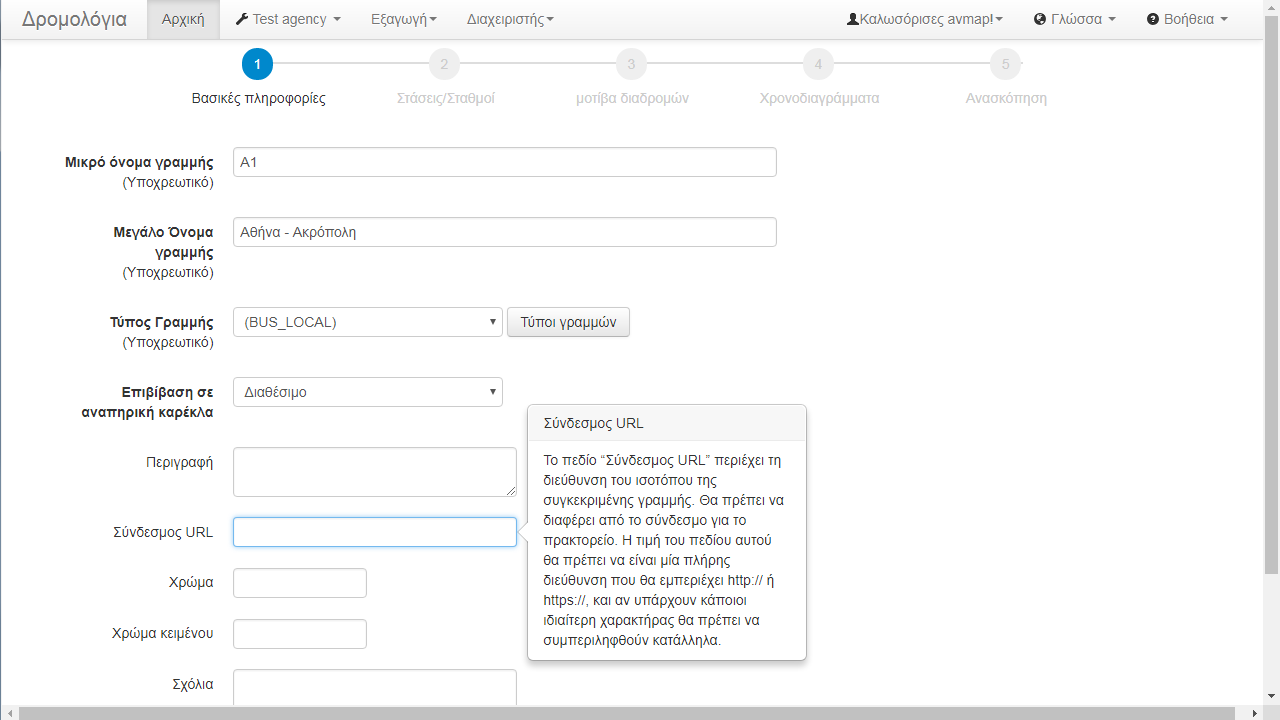 Δρομολόγια Αρχική Test agency Εξαγωγή Διαχειριστής Καλωσόρισες avmap! Γλώσσα Βοήθεια
1 2 3 4 5
Βασικές πληροφορίες Στάσεις/Σταθμοί μοτίβα διαδρομών Χρονοδιαγράμματα Ανασκόπηση
Μικρό όνομα γραμμής
(Υποχρεωτικό)
A1
Μεγάλο Όνομα
γραμμής
(Υποχρεωτικό)
Αθήνα - Ακρόπολη
Τύπος Γραμμής
(Υποχρεωτικό)
(BUS_LOCAL) Τύποι γραμμών
Επιβίβαση σε
αναπηρική καρέκλα
Διαθέσιμο
Περιγραφή
Σύνδεσμος URL
Σύνδεσμος URL
Το πεδίο “Σύνδεσμος URL” περιέχει τη
διεύθυνση του ισοτόπου της
συγκεκριμένης γραμμής. Θα πρέπει να
διαφέρει από το σύνδεσμο για το
πρακτορείο. Η τιμή του πεδίου αυτού
θα πρέπει να είναι μία πλήρης
διεύθυνση που θα εμπεριέχει http:// ή
https://, και αν υπάρχουν κάποιοι
ιδιαίτερη χαρακτήρας θα πρέπει να
συμπεριληφθούν κατάλληλα.
Χρώμα
Χρώμα κειμένου
Σχόλια